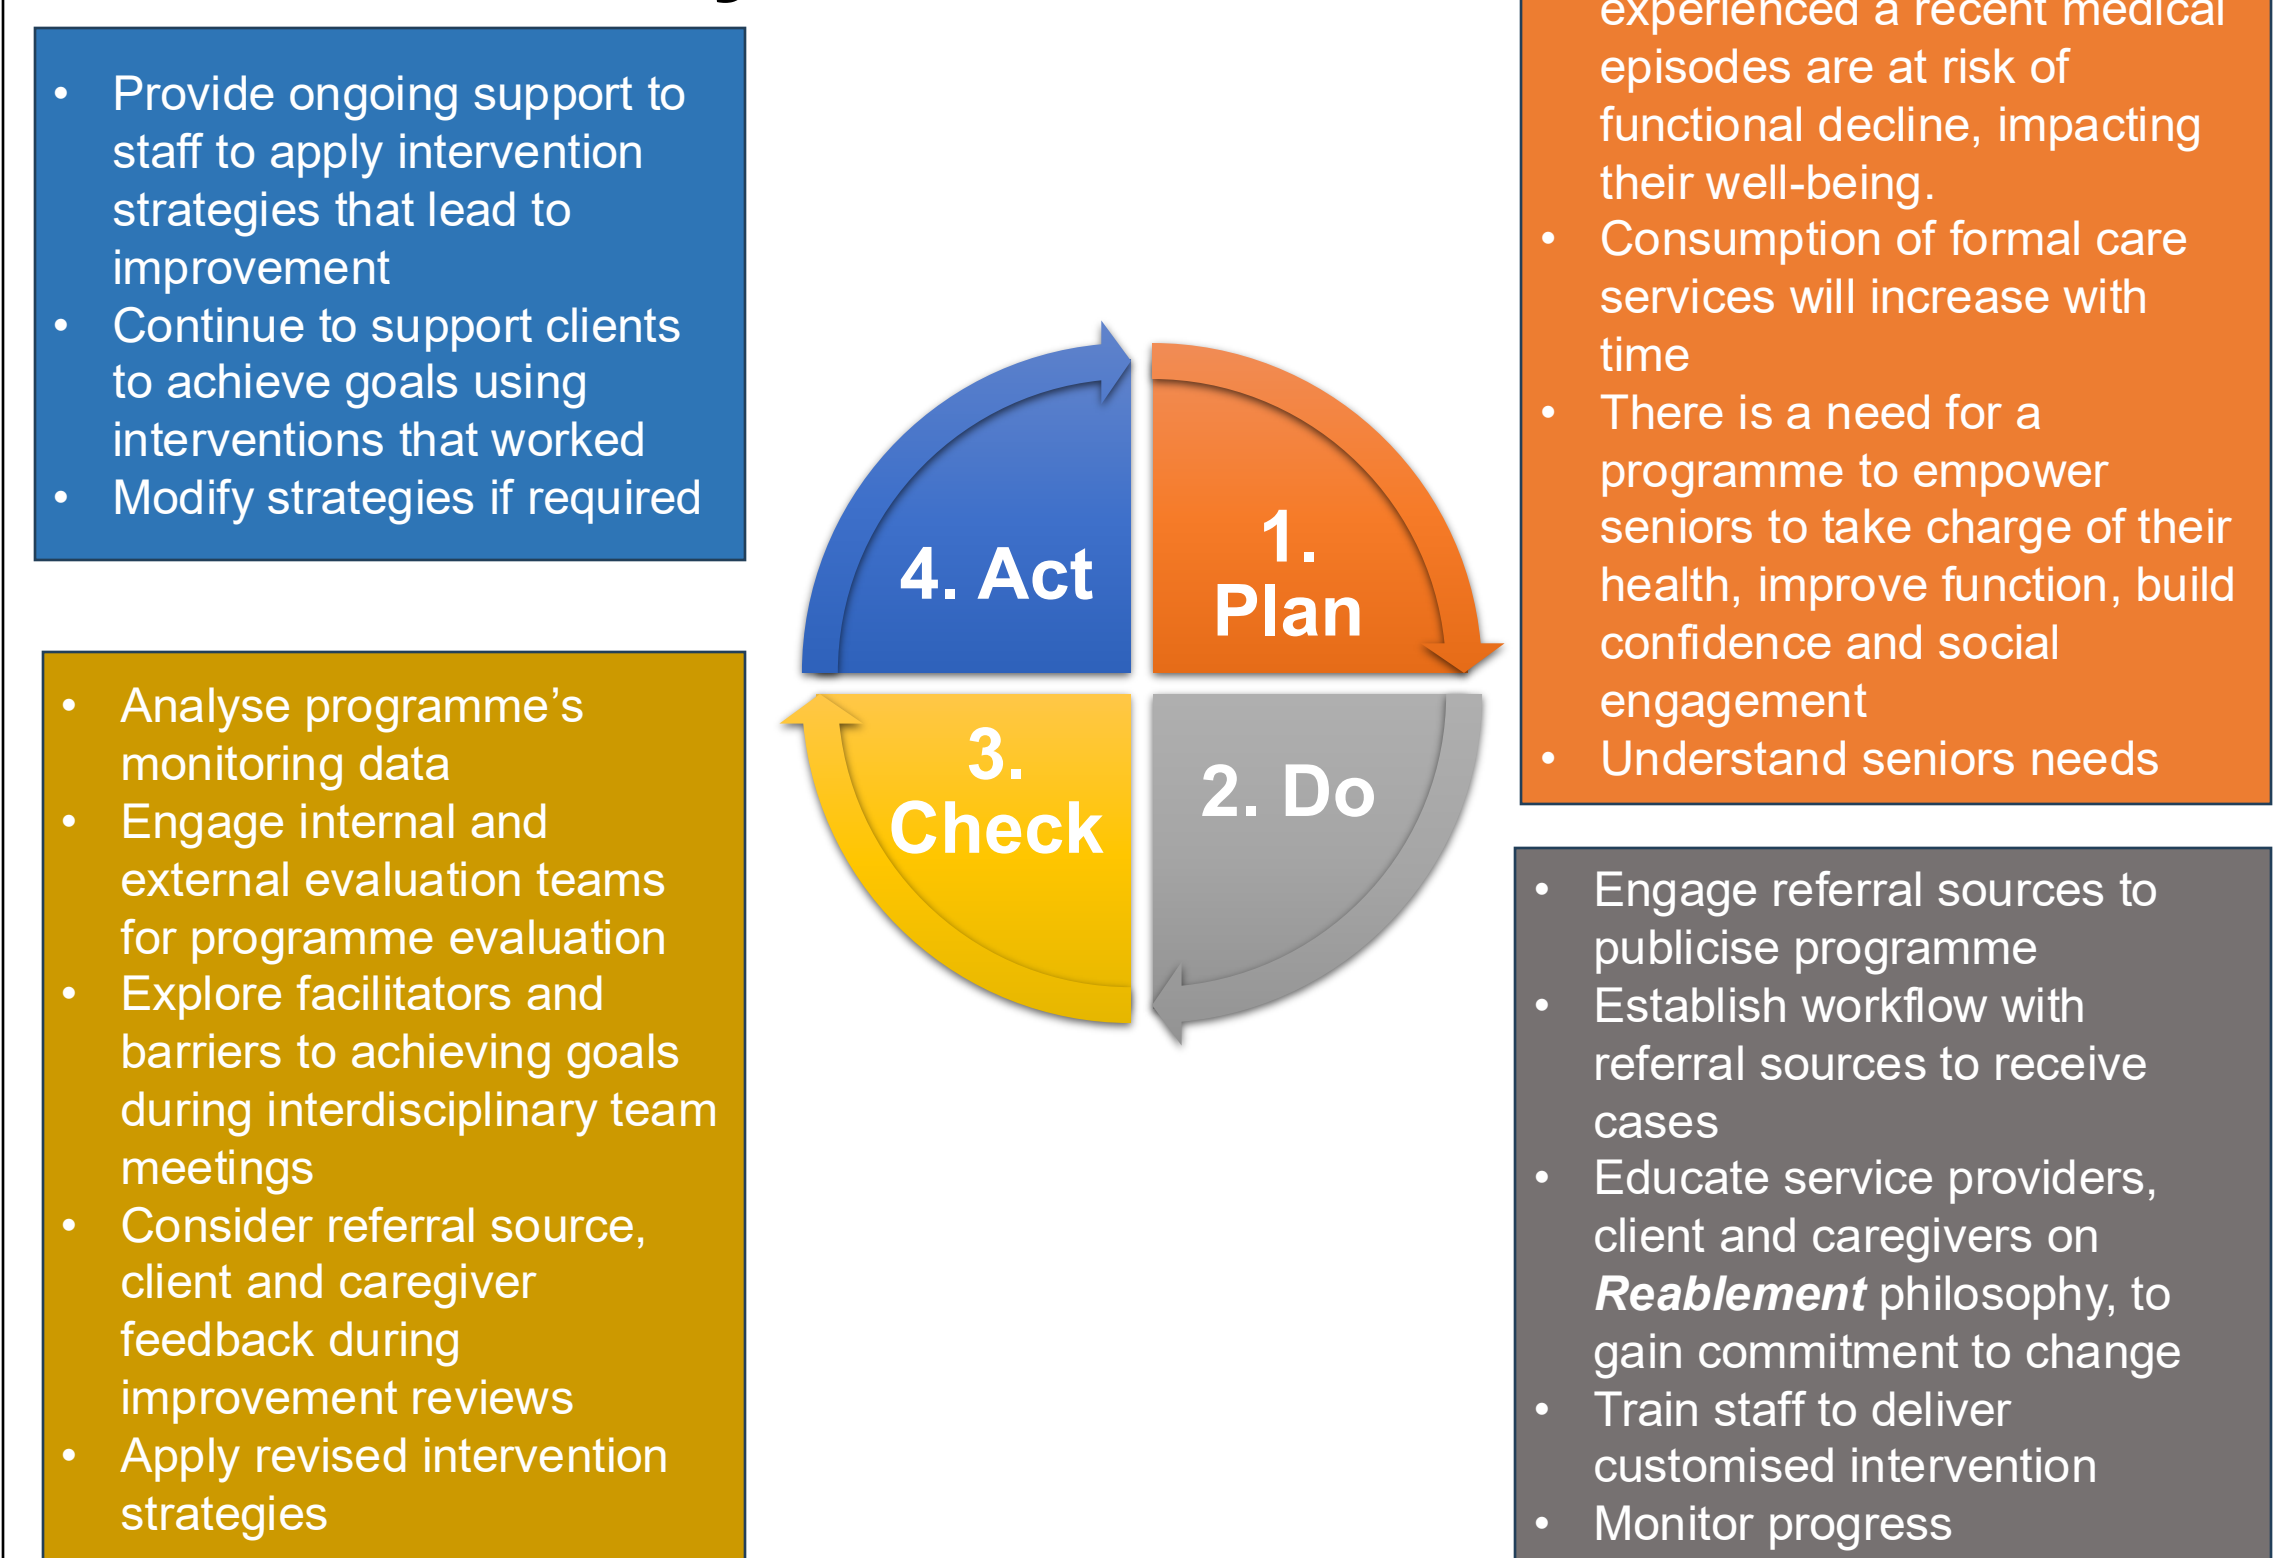 • Provide ongoing support to
staff to apply intervention
strategies that lead to
improvement
• Continue to support clients
to achieve goals using
interventions that worked
• Modify strategies if required
experienced a recent medical
episodes are at risk of
functional decline, impacting
their well-being.
• Consumption of formal care
services will increase with
time
• There is a need for a
programme to empower
seniors to take charge of their
health, improve function, build
confidence and social
engagement
• Understand seniors needs
4. Act
1.
Plan
3.
Check
2. Do
• Analyse programme’s
monitoring data
• Engage internal and
external evaluation teams
for programme evaluation
• Explore facilitators and
barriers to achieving goals
during interdisciplinary team
meetings
• Consider referral source,
client and caregiver
feedback during
improvement reviews
• Apply revised intervention
strategies
• Engage referral sources to
publicise programme
• Establish workflow with
referral sources to receive
cases
• Educate service providers,
client and caregivers on
Reablement philosophy, to
gain commitment to change
• Train staff to deliver
customised intervention
• Monitor progress